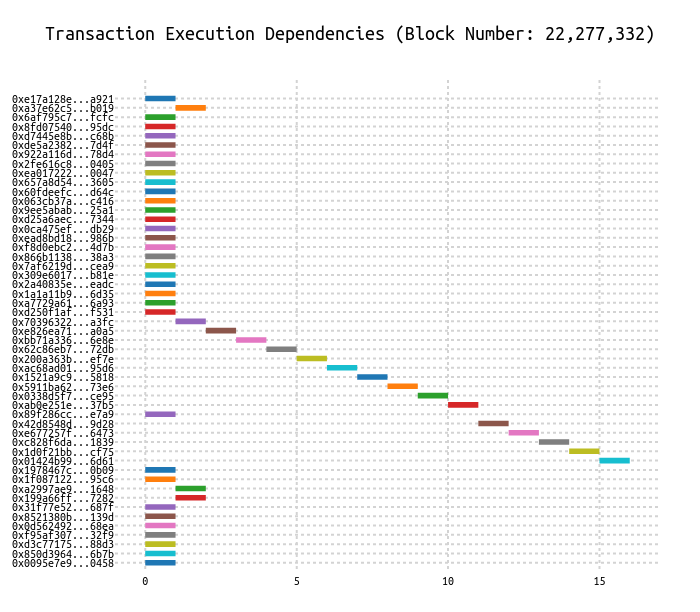 Transaction Execution Dependencies (Block Number: 22,277,332)
0xe17a128e...a921
0xa37e62c5...b019
0x6af795c7...fcfc
0x8fd07540...95dc
0xd7445e8b...c68b
0xde5a2382...7d4f
0x922a116d...78d4
0x2fe616c8...0405
0xea017222...0047
0x657a8d54...3605
0x60fdeefc...d64c
0x063cb37a...c416
0x9ee5abab...25a1
0xd25a6aec...7344
0x0ca475ef...db29
0xead8bd18...986b
0xf8d0ebc2...4d7b
0x866b1138...38a3
0x7af6219d...cea9
0x309e6017...b81e
0x2a40835e...eadc
0x1a1a11b9...6d35
0xa7729a61...6a93
0xd250f1af...f531
0x70396322...a3fc
0xe826ea71...a0a5
0xbb71a336...6e8e
0x62c86eb7...72db
0x200a363b...ef7e
0xac68ad01...95d6
0x1521a9c9...5818
0x5911ba62...73e6
0x0338d5f7...ce95
0xab0e251e...37b5
0x89f286cc...e7a9
0x42d8548d...9d28
0xe677257f...6473
0xc828f6da...1839
0x1d0f21bb...cf75
0x01424b99...6d61
0x1978467c...0b09
0x1f087122...95c6
0xa2997ae9...1648
0x199a66ff...7282
0x31f77e52...687f
0x8521380b...139d
0x0d562492...68ea
0xf95af307...32f9
0xd3c77175...88d3
0x850d3964...6b7b
0x0095e7e9...0458
0 5 10 15